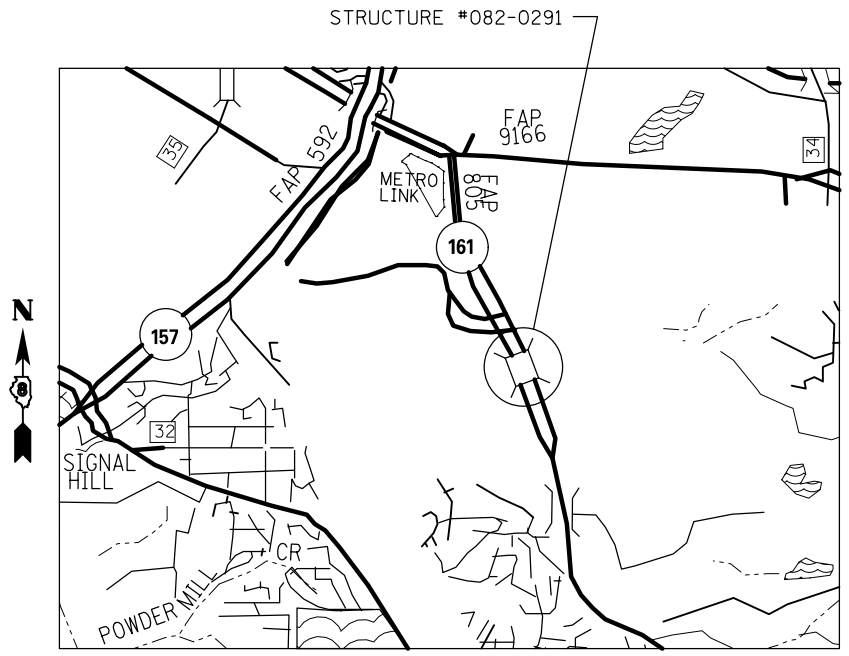 STRUCTURE #082-0291
FAP
9166
35
FAP 592
34
METRO
LINK
FAP
805
161
N
157
8
32
SIGNAL
HILL
CR
POWDER MILL